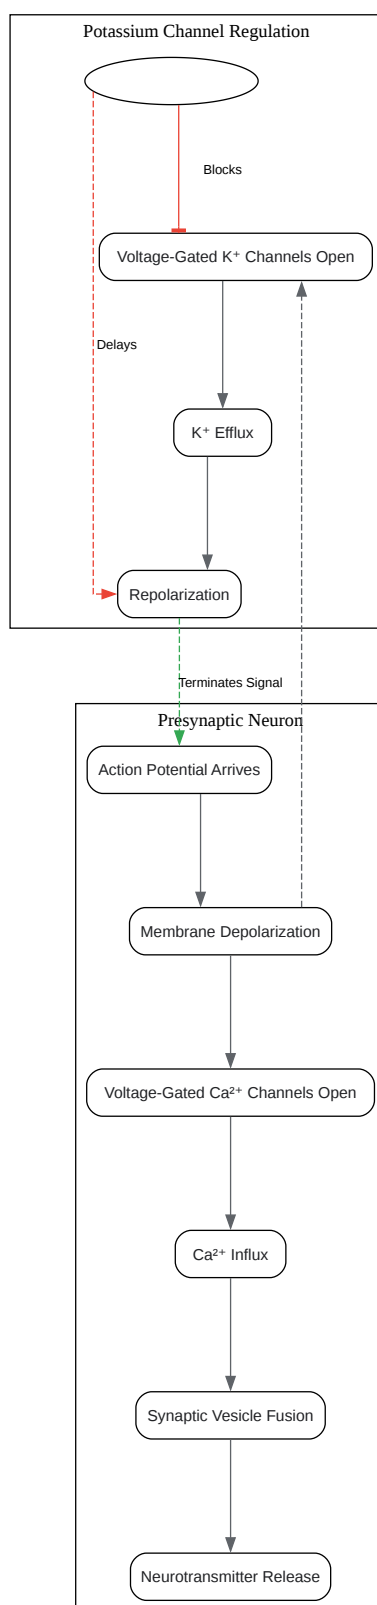 Potassium Channel Regulation
Blocks
Voltage-Gated K⁺ Channels Open
Delays
K⁺ Efflux
Repolarization
Terminates Signal
Presynaptic Neuron
Action Potential Arrives
Membrane Depolarization
Voltage-Gated Ca²⁺ Channels Open
Ca²⁺ Influx
Synaptic Vesicle Fusion
Neurotransmitter Release